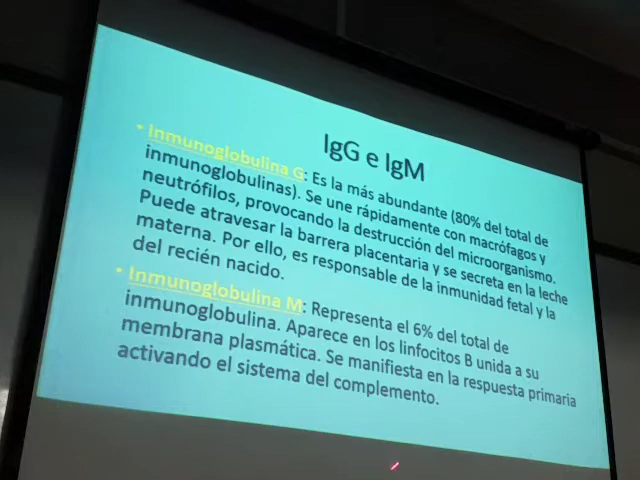 IgG e IgM
• Inmunoglobulina G: Es la más abundante (80% del total de
inmunoglobulinas). Se une rápidamente con macrófagos y
neutrófilos, provocando la destrucción del microorganismo.
Puede atravesar la barrera placentaria y se secreta en la leche
materna. Por ello, es responsable de la inmunidad fetal y la
del recién nacido.
• Inmunoglobulina M: Representa el 6% del total de
inmunoglobulina. Aparece en los linfocitos B unida a su
membrana plasmática. Se manifiesta en la respuesta primaria
activando el sistema del complemento.